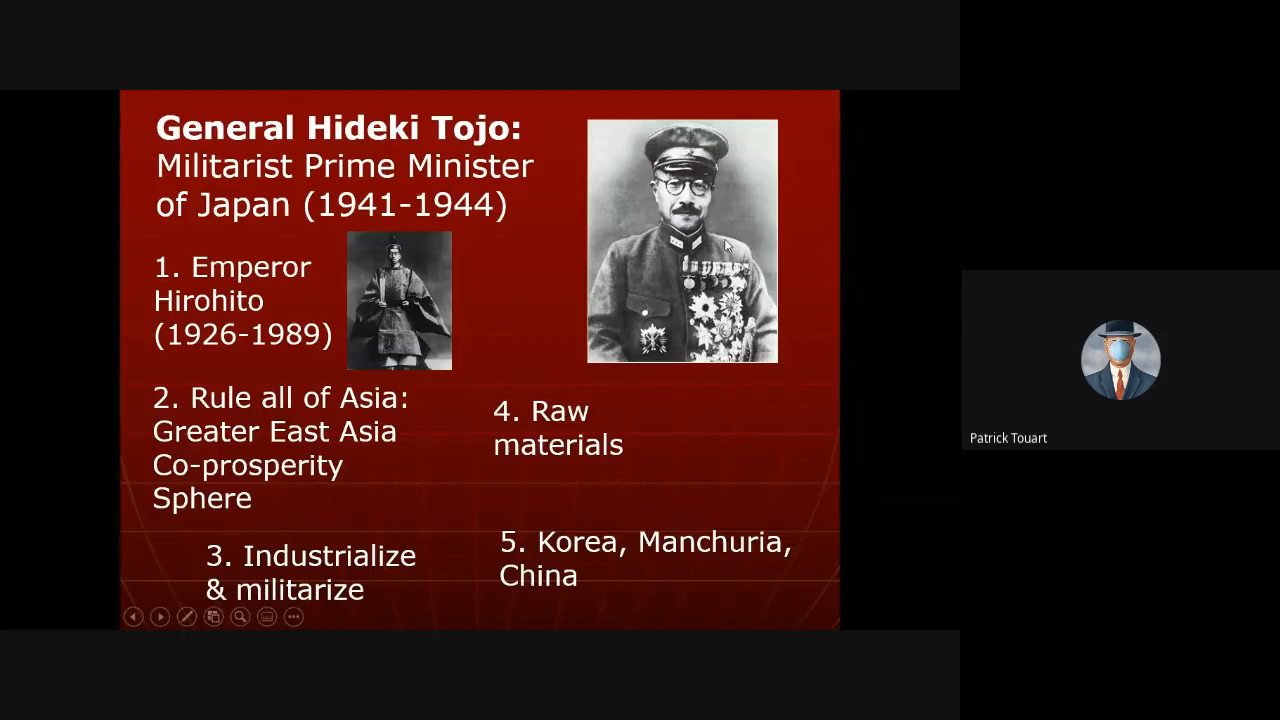 General Hideki Tojo:
Militarist Prime Minister
of Japan (1941-1944)
1. Emperor
Hirohito
(1926-1989)
2. Rule all of Asia:
Greater East Asia
Co-prosperity
Sphere
3. Industrialize
& militarize
4. Raw
materials
5. Korea, Manchuria,
China
Patrick Touart